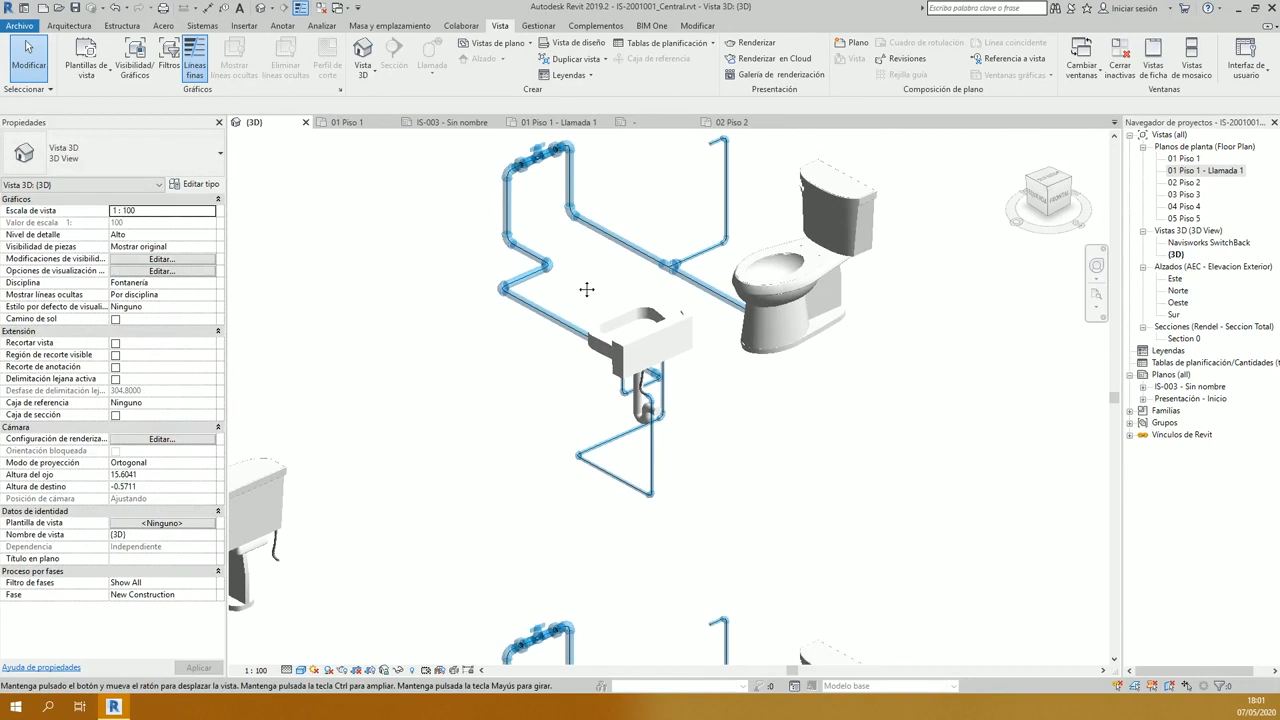 Autodesk Revit 2019.2 - IS-2001001_Central.rvt - Vista 3D: {3D}
Escriba palabra clave o frase
Iniciar sesión
Archivo Arquitectura Estructura Acero Sistemas Insertar Anotar Analizar Masa y emplazamiento Colaborar Vista Gestionar Complementos BIM One Modificar
Modificar
Plantillas de vista
Visibilidad/ Gráficos
Filtros
Líneas finas
Mostrar líneas ocultas
Eliminar líneas ocultas
Perfil de corte
Vista 3D
Sección
Llamada
Vistas de plano
Alzado
Vista de diseño
Duplicar vista
Leyendas
Tablas de planificación
Caja de referencia
Renderizar
Renderizar en Cloud
Galería de renderización
Plano
Vista
Cuadro de rotulación
Revisiones
Rejilla guía
Línea coincidente
Referencia a vista
Ventanas gráficas
Cambiar ventanas
Cerrar inactivas
Vistas de ficha
Vistas de mosaico
Interfaz de usuario
Seleccionar Gráficos Crear Presentación Composición de plano Ventanas
Propiedades
{3D} 01 Piso 1 IS-003 - Sin nombre 01 Piso 1 - Llamada 1 - 02 Piso 2
Vista 3D
3D View
Vista 3D: {3D} Editar tipo
Gráficos
Escala de vista 1 : 100
Valor de escala 1: 100
Nivel de detalle Alto
Visibilidad de piezas Mostrar original
Modificaciones de visibilid... Editar...
Opciones de visualización ... Editar...
Disciplina Fontanería
Mostrar líneas ocultas Por disciplina
Estilo por defecto de visuali... Ninguno
Camino de sol
Extensión
Recortar vista
Región de recorte visible
Recorte de anotación
Delimitación lejana activa
Desfase de delimitación lej... 304.8000
Caja de referencia Ninguno
Caja de sección
Cámara
Configuración de renderiza... Editar...
Orientación bloqueada
Modo de proyección Ortogonal
Altura del ojo 15.6041
Altura de destino -0.5711
Posición de cámara Ajustando
Datos de identidad
Plantilla de vista <Ninguno>
Nombre de vista {3D}
Dependencia Independiente
Título en plano
Proceso por fases
Filtro de fases Show All
Fase New Construction
Ayuda de propiedades Aplicar
FRONTAL
Navegador de proyectos - IS-201001...
Vistas (all)
Planos de planta (Floor Plan)
01 Piso 1
01 Piso 1 - Llamada 1
02 Piso 2
03 Piso 3
04 Piso 4
05 Piso 5
Vistas 3D (3D View)
Navisworks SwitchBack
{3D}
Alzados (AEC - Elevacion Exterior)
Este
Norte
Oeste
Sur
Secciones (Rendel - Seccion Total)
Section 0
Leyendas
Tablas de planificación/Cantidades (t
Planos (all)
IS-003 - Sin nombre
Presentación - Inicio
Familias
Grupos
Vínculos de Revit
1 : 100
Mantenga pulsado el botón y mueva el ratón para desplazar la vista. Mantenga pulsada la tecla Ctrl para ampliar. Mantenga pulsada la tecla Mayús para girar.
:0 Modelo base :0
18:01
07/05/2020